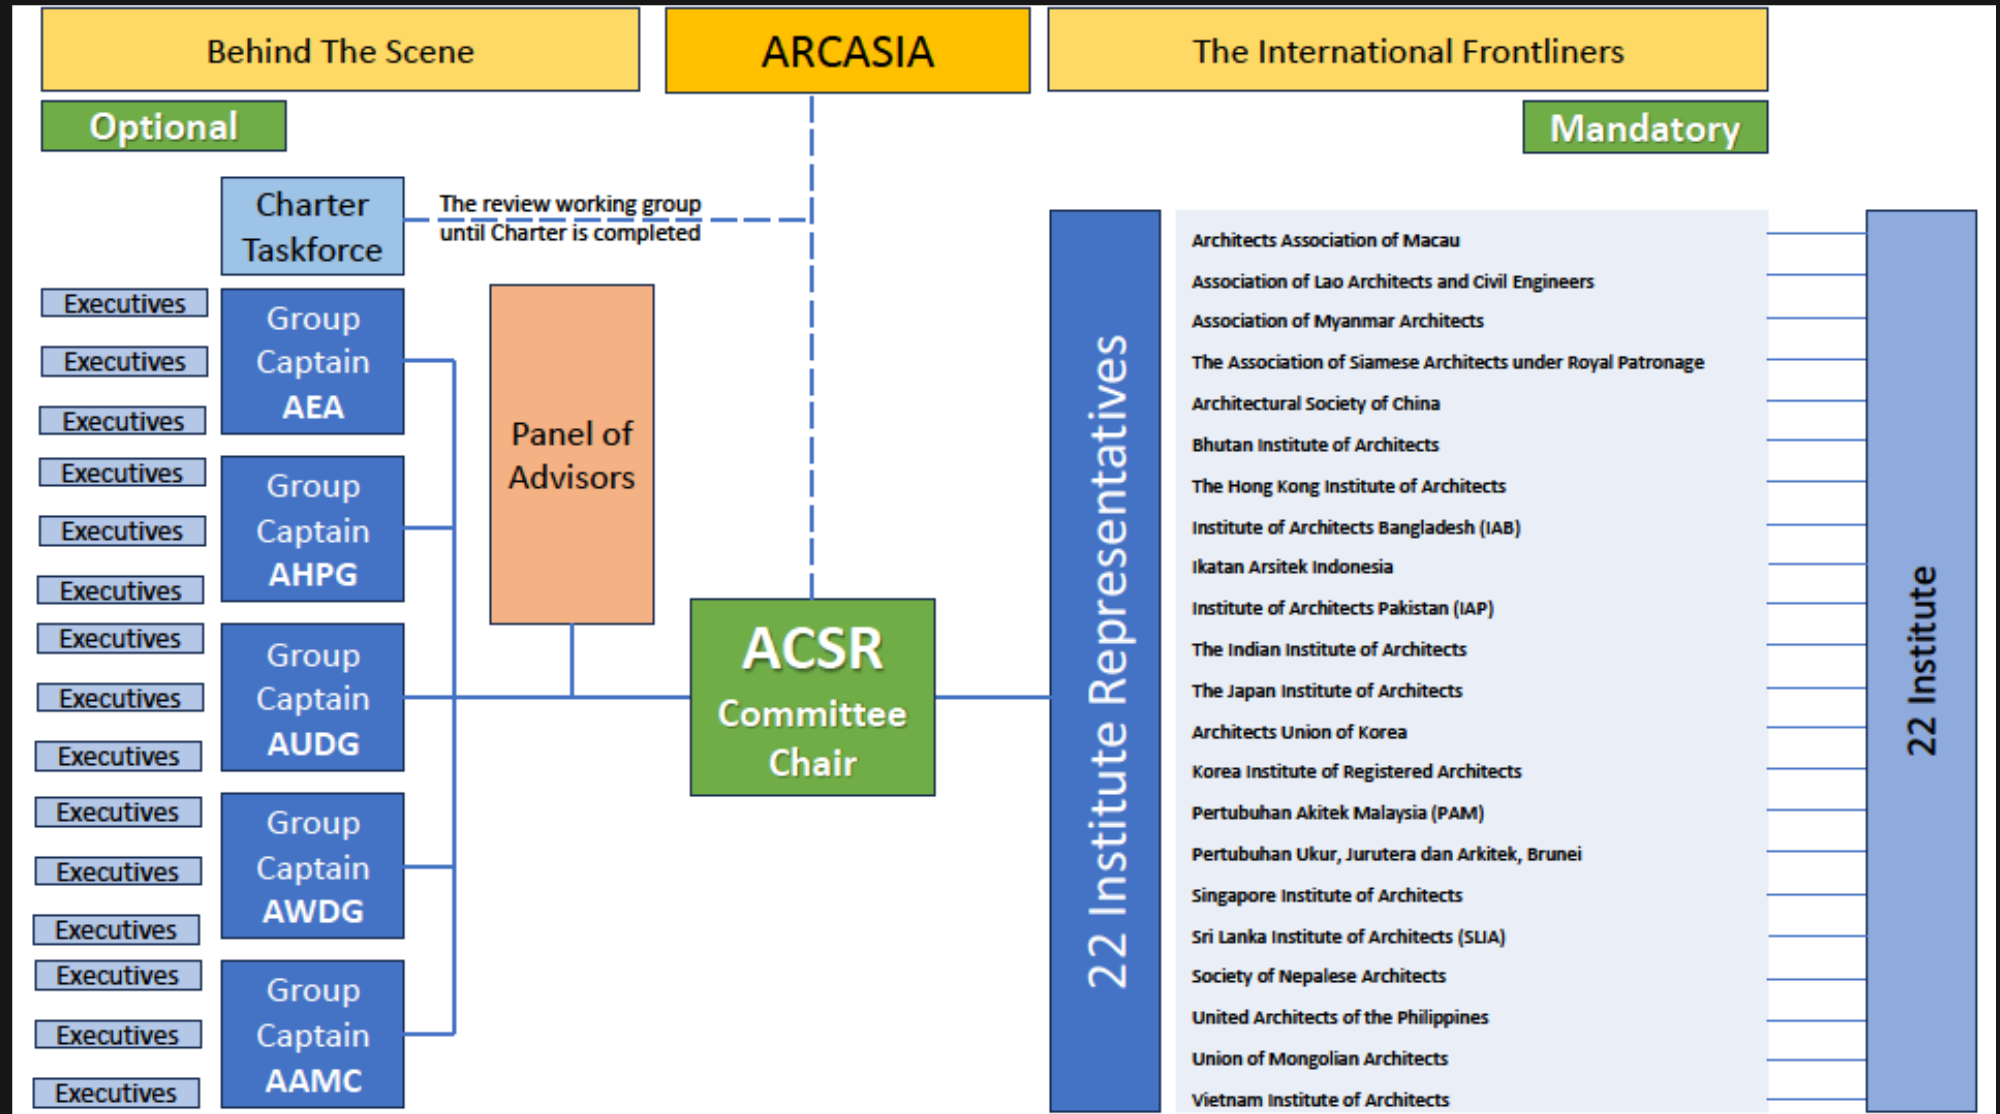 Behind The Scene
ARCASIA
The International Frontliners
Optional
Mandatory
Charter
Taskforce
The review working group
until Charter is completed
Executives
Executives
Executives
Group
Captain
AEA
Executives
Executives
Executives
Group
Captain
AHPG
Executives
Executives
Executives
Group
Captain
AUDG
Executives
Executives
Executives
Group
Captain
AWDG
Executives
Executives
Executives
Group
Captain
AAMC
Panel of
Advisors
ACSR
Committee
Chair
22 Institute Representatives
Architects Association of Macau
Association of Lao Architects and Civil Engineers
Association of Myanmar Architects
The Association of Siamese Architects under Royal Patronage
Architectural Society of China
Bhutan Institute of Architects
The Hong Kong Institute of Architects
Institute of Architects Bangladesh (IAB)
Ikatan Arsitek Indonesia
Institute of Architects Pakistan (IAP)
The Indian Institute of Architects
The Japan Institute of Architects
Architects Union of Korea
Korea Institute of Registered Architects
Pertubuhan Akitek Malaysia (PAM)
Pertubuhan Ukur, Jurutera dan Arkitek, Brunei
Singapore Institute of Architects
Sri Lanka Institute of Architects (SLIA)
Society of Nepalese Architects
United Architects of the Philippines
Union of Mongolian Architects
Vietnam Institute of Architects
22 Institute